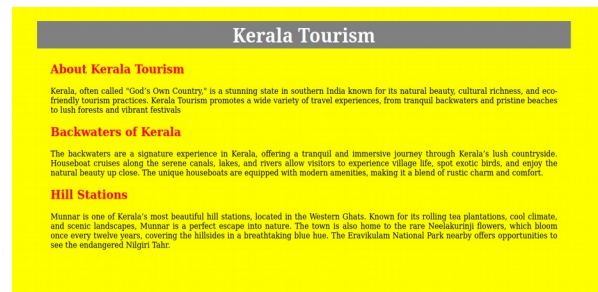 Kerala Tourism
About Kerala Tourism
Kerala, often called "God's Own Country," is a stunning state in southern India known for its natural beauty, cultural richness, and eco-
friendly tourism practices. Kerala Tourism promotes a wide variety of travel experiences, from tranquil backwaters and pristine beaches
to lush forests and vibrant festivals
Backwaters of Kerala
The backwaters are a signature experience in Kerala, offering a tranquil and immersive journey through Kerala's lush countryside.
Houseboat cruises along the serene canals, lakes, and rivers allow visitors to experience village life, spot exotic birds, and enjoy the
natural beauty up close. The unique houseboats are equipped with modern amenities, making it a blend of rustic charm and comfort.
Hill Stations
Munnar is one of Kerala's most beautiful hill stations, located in the Western Ghats. Known for its rolling tea plantations, cool climate,
and scenic landscapes, Munnar is a perfect escape into nature. The town is also home to the rare Neelakurinji flowers, which bloom
once every twelve years, covering the hillsides in a breathtaking blue hue. The Eravikulam National Park nearby offers opportunities to
see the endangered Nilgiri Tahr.